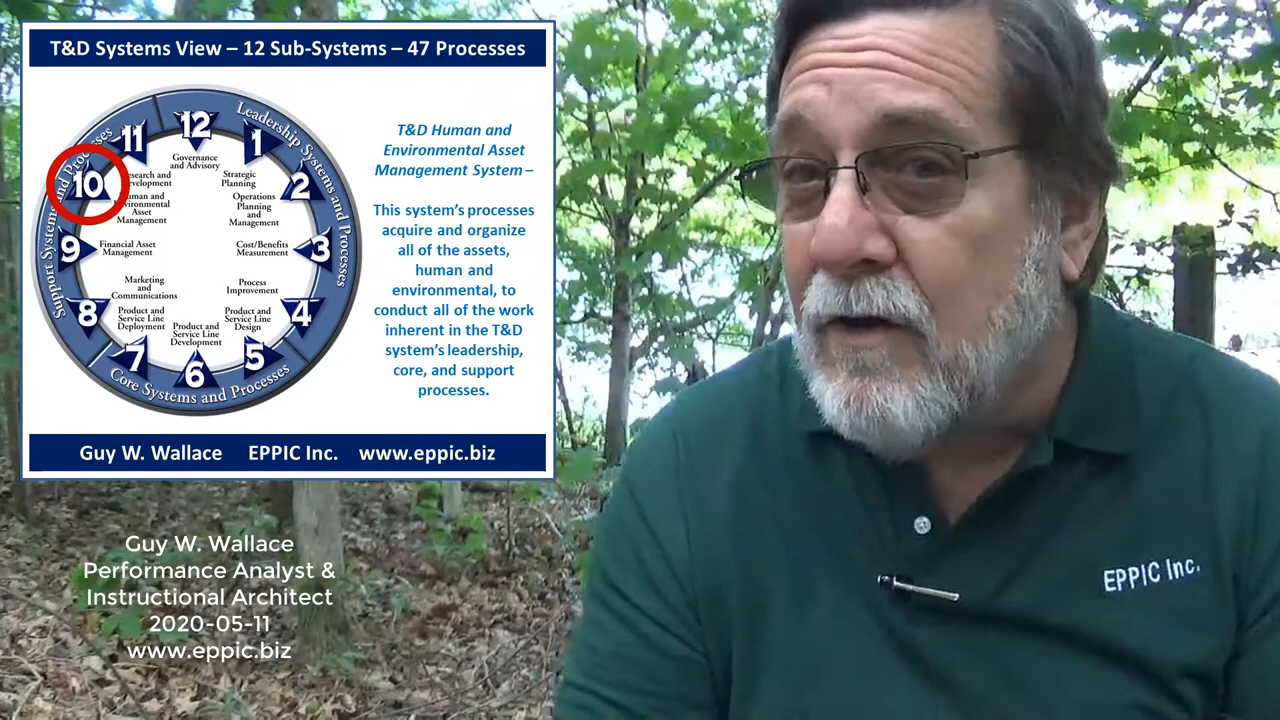 T&D Systems View – 12 Sub-Systems – 47 Processes
Leadership Systems and Processes
Core Systems and Processes
Support Systems and Processes
12
Governance
and Advisory
1
Strategic
Planning
2
Operations
Planning
and
Management
3
Cost/Benefits
Measurement
4
Process
Improvement
5
Product and
Service Line
Design
6
Product and
Service Line
Development
7
Product and
Service Line
Deployment
8
Marketing
and
Communications
9
Financial Asset
Management
10
Asset
Management
11
and
T&D Human and
Environmental Asset
Management System –
This system's processes
acquire and organize
all of the assets,
human and
environmental, to
conduct all of the work
inherent in the T&D
system's leadership,
core, and support
processes.
Guy W. Wallace EPPIC Inc. www.eppic.biz
Guy W. Wallace
Performance Analyst &
Instructional Architect
2020-05-11
www.eppic.biz
EPPIC Inc.